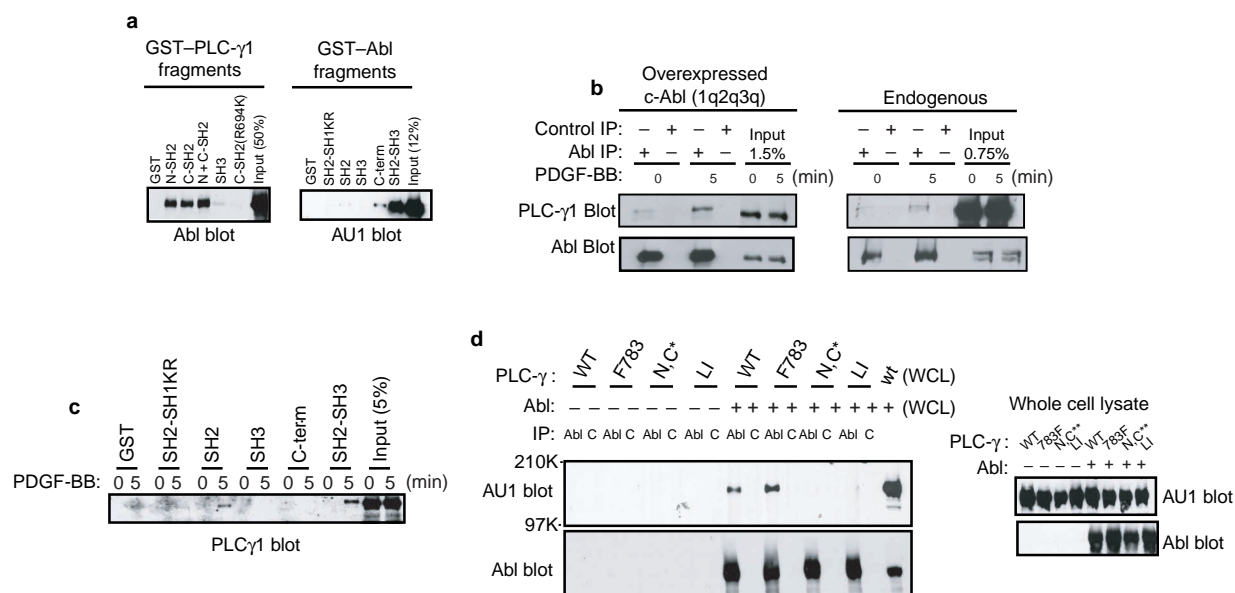 a
GST–PLC-γ1
fragments
GST–Abl
fragments
GST
N-SH2
C-SH2
N + C-SH2
SH3
C-SH2(R694K)
Input (50%)
GST
SH2-SH1KR
SH2
SH3
C-term
SH2-SH3
Input (12%)
Abl blot
AU1 blot
b
Overexpressed
c-Abl (1q2q3q)
Endogenous
Control IP: – + – + Input – + – + Input
Abl IP: + – + – 1.5% + – + – 0.75%
PDGF-BB: 0 5 0 5 (min) 0 5 0 5 (min)
PLC-γ1 Blot
Abl Blot
c
GST
SH2-SH1KR
SH2
SH3
C-term
SH2-SH3
Input (5%)
PDGF-BB: 0 5 0 5 0 5 0 5 0 5 0 5 0 5 (min)
PLCγ1 blot
d
PLC-γ : WT F783 N,C* LI WT F783 N,C* LI wt (WCL)
Abl: – – – – – – – – + + + + + + + + + (WCL)
IP: Abl C Abl C Abl C Abl C Abl C Abl C Abl C Abl C
210K
AU1 blot
97K
Abl blot
Whole cell lysate
PLC-γ : WT 783F N,C** LI WT 783F N,C** LI
Abl: – – – – + + + +
AU1 blot
Abl blot